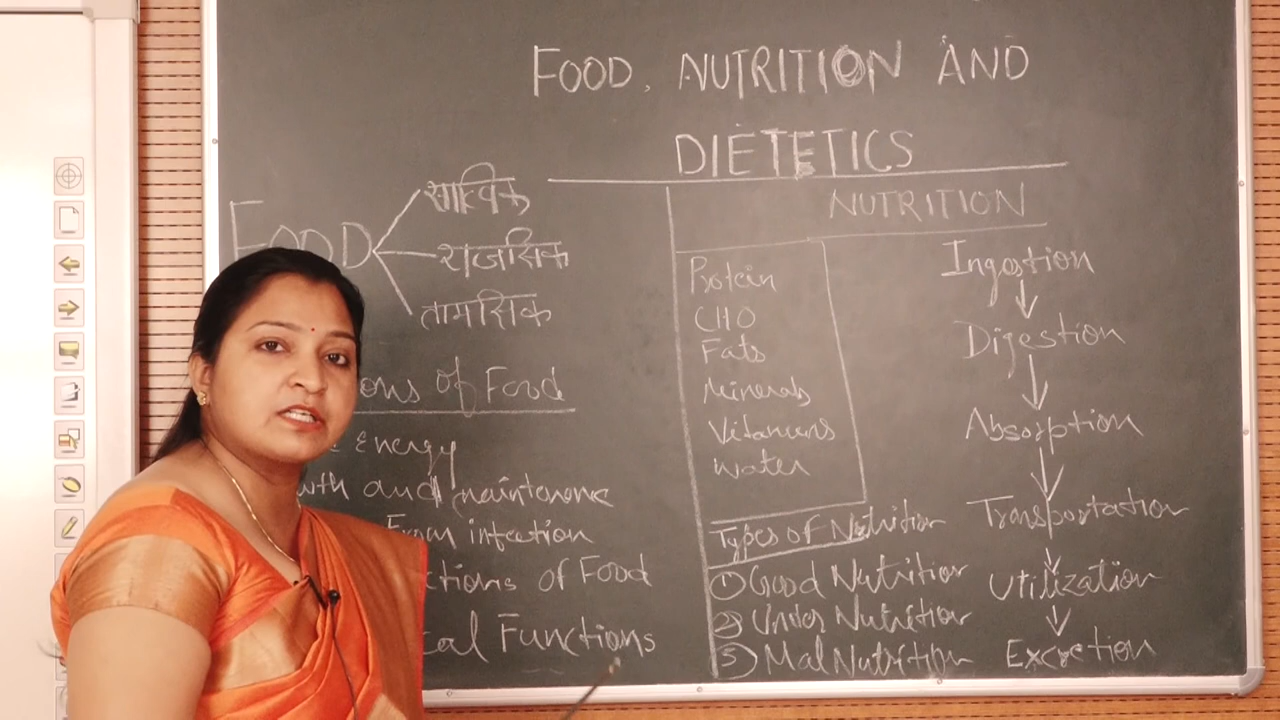 FOOD, NUTRITION AND
DIETETICS
FOOD
सात्विक
राजसिक
तामसिक
of Food
Energy
and maintenance
From infection
of Food
Functions
NUTRITION
Protein
CHO
Fats
Minerals
Vitamins
Water
Types of Nutrition
① Good Nutrition
② Under Nutrition
③ Mal Nutrition
Ingestion
Digestion
Absorption
Transportation
Utilization
Excretion